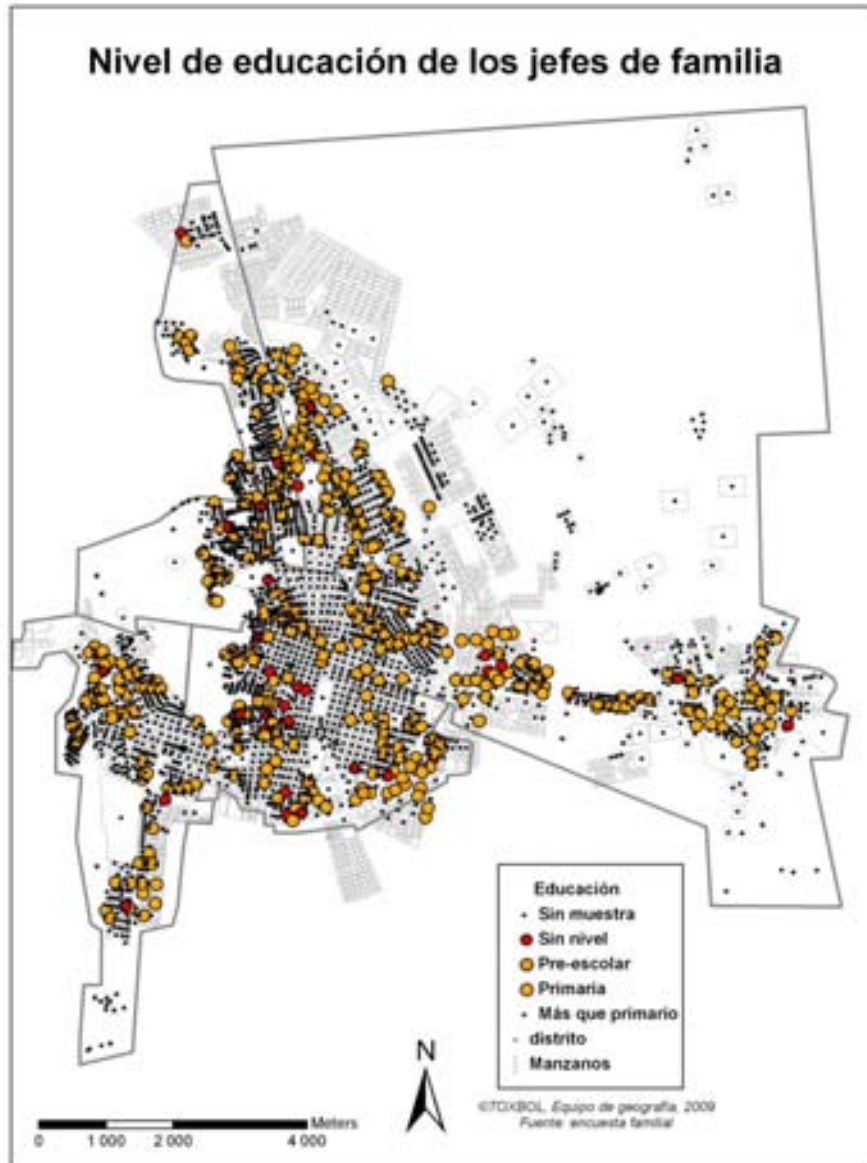 Nivel de educación de los jefes de familia
Educación
Sin muestra
Sin nivel
Pre-escolar
Primaria
Más que primario
distrito
Manzanos
N
Meters
0 1 000 2 000 4 000
©TOXBOL, Equipo de geografía, 2009
Fuente encuesta familial